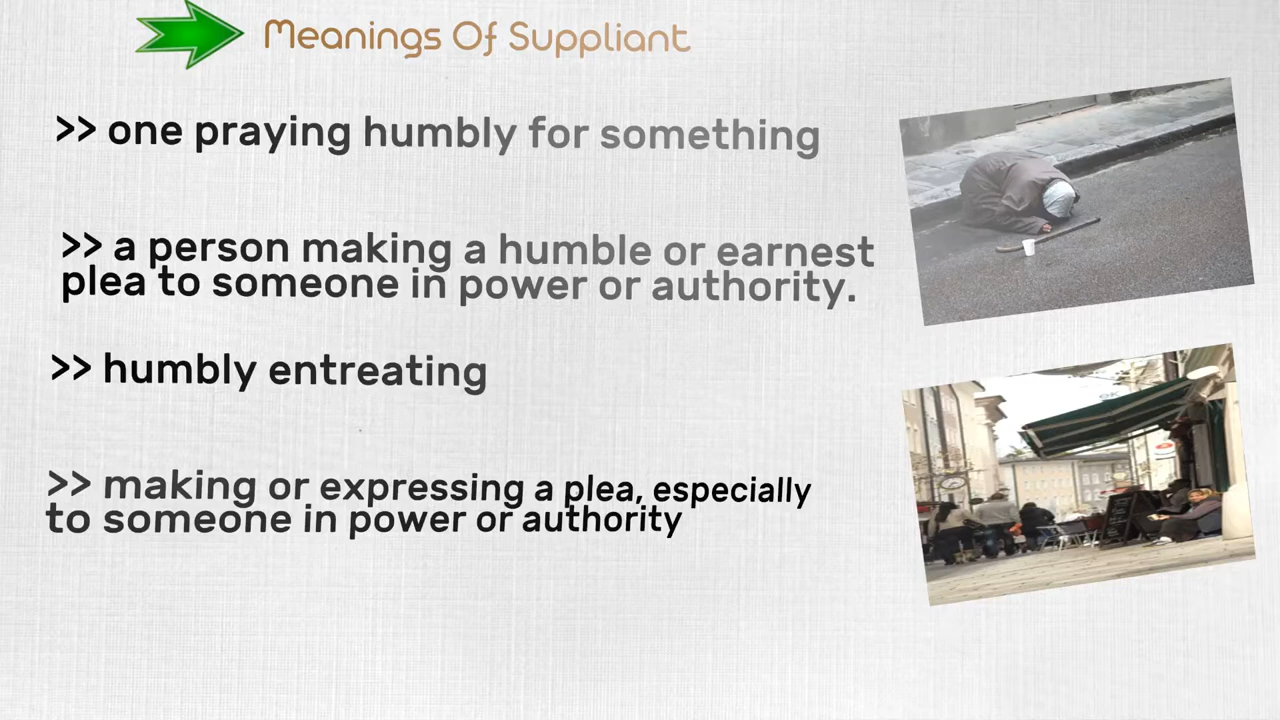 Meanings Of Suppliant
>> one praying humbly for something
>> a person making a humble or earnest
plea to someone in power or authority.
>> humbly entreating
>> making or expressing a plea, especially
to someone in power or authority